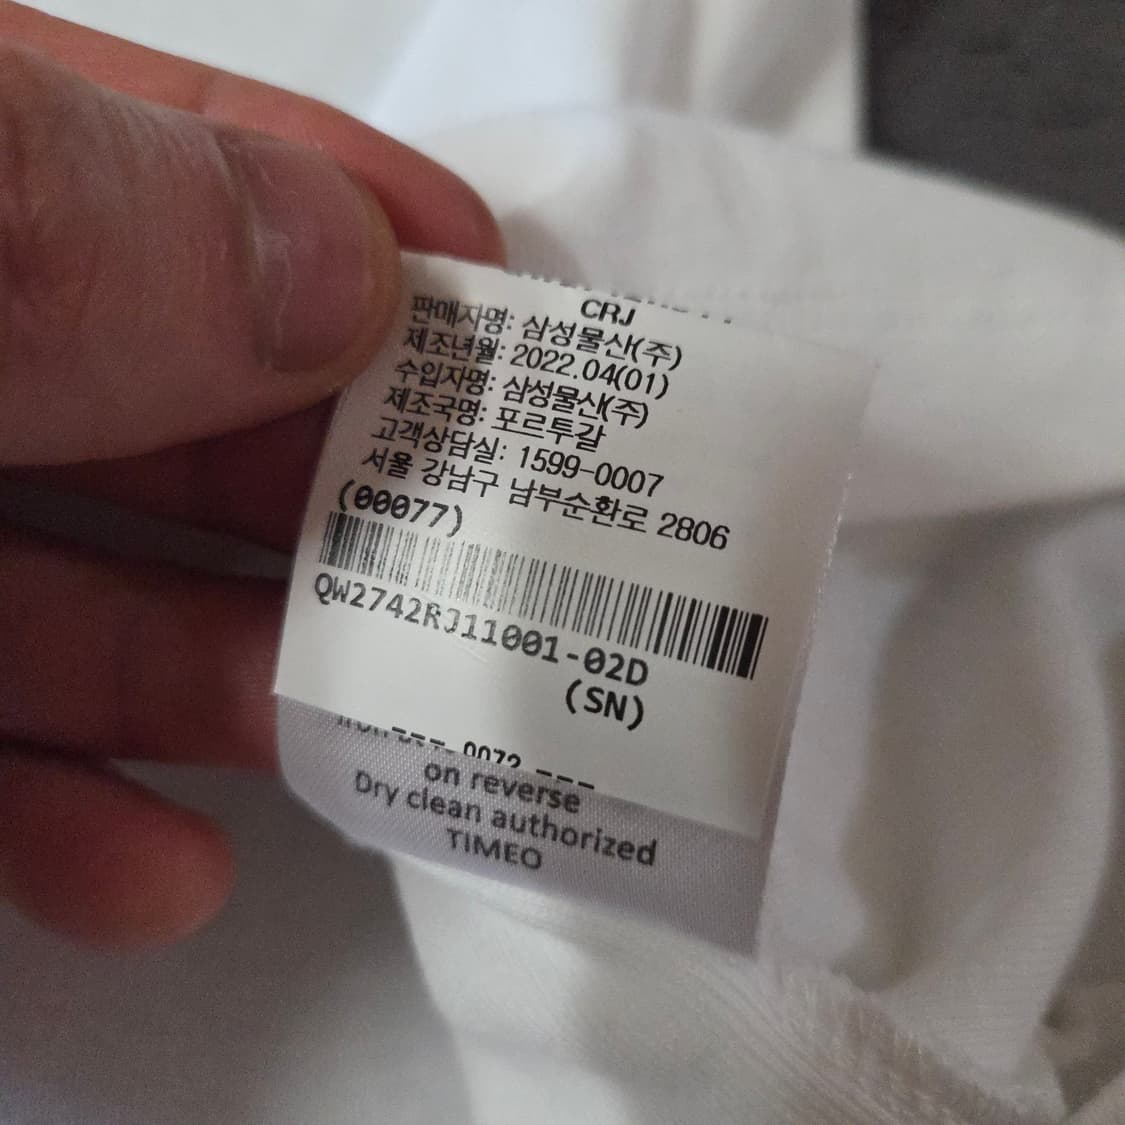 CRJ
판매자명: 삼성물산(주)
제조년월: 2022.04(01)
수입자명: 삼성물산(주)
제조국명: 포르투갈
고객상담실: 1599-0007
서울 강남구 남부순환로 2806
(00077)
QW2742RJ11001-02D
(SN)
0072 ---
on reverse
Dry clean authorized
TIMEO